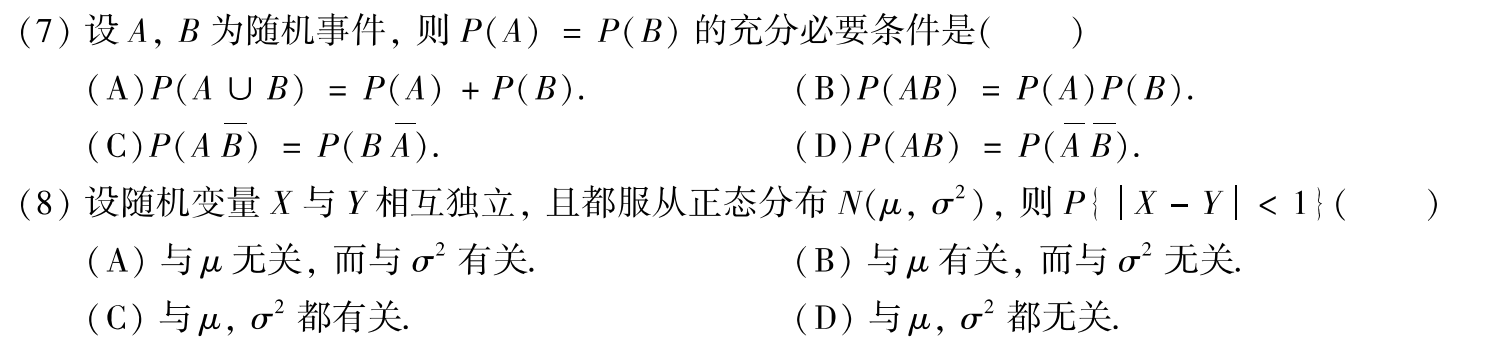 (7) 设 A, B 为随机事件, 则 P(A) = P(B) 的充分必要条件是(  )
(A)P(A ∪ B) = P(A) + P(B). (B)P(AB) = P(A)P(B).
(C)P(A B̅) = P(B A̅). (D)P(AB) = P(A̅ B̅).
(8) 设随机变量 X 与 Y 相互独立, 且都服从正态分布 N(μ, σ²), 则 P{ |X − Y| < 1}(  )
(A) 与 μ 无关, 而与 σ² 有关. (B) 与 μ 有关, 而与 σ² 无关.
(C) 与 μ, σ² 都有关. (D) 与 μ, σ² 都无关.